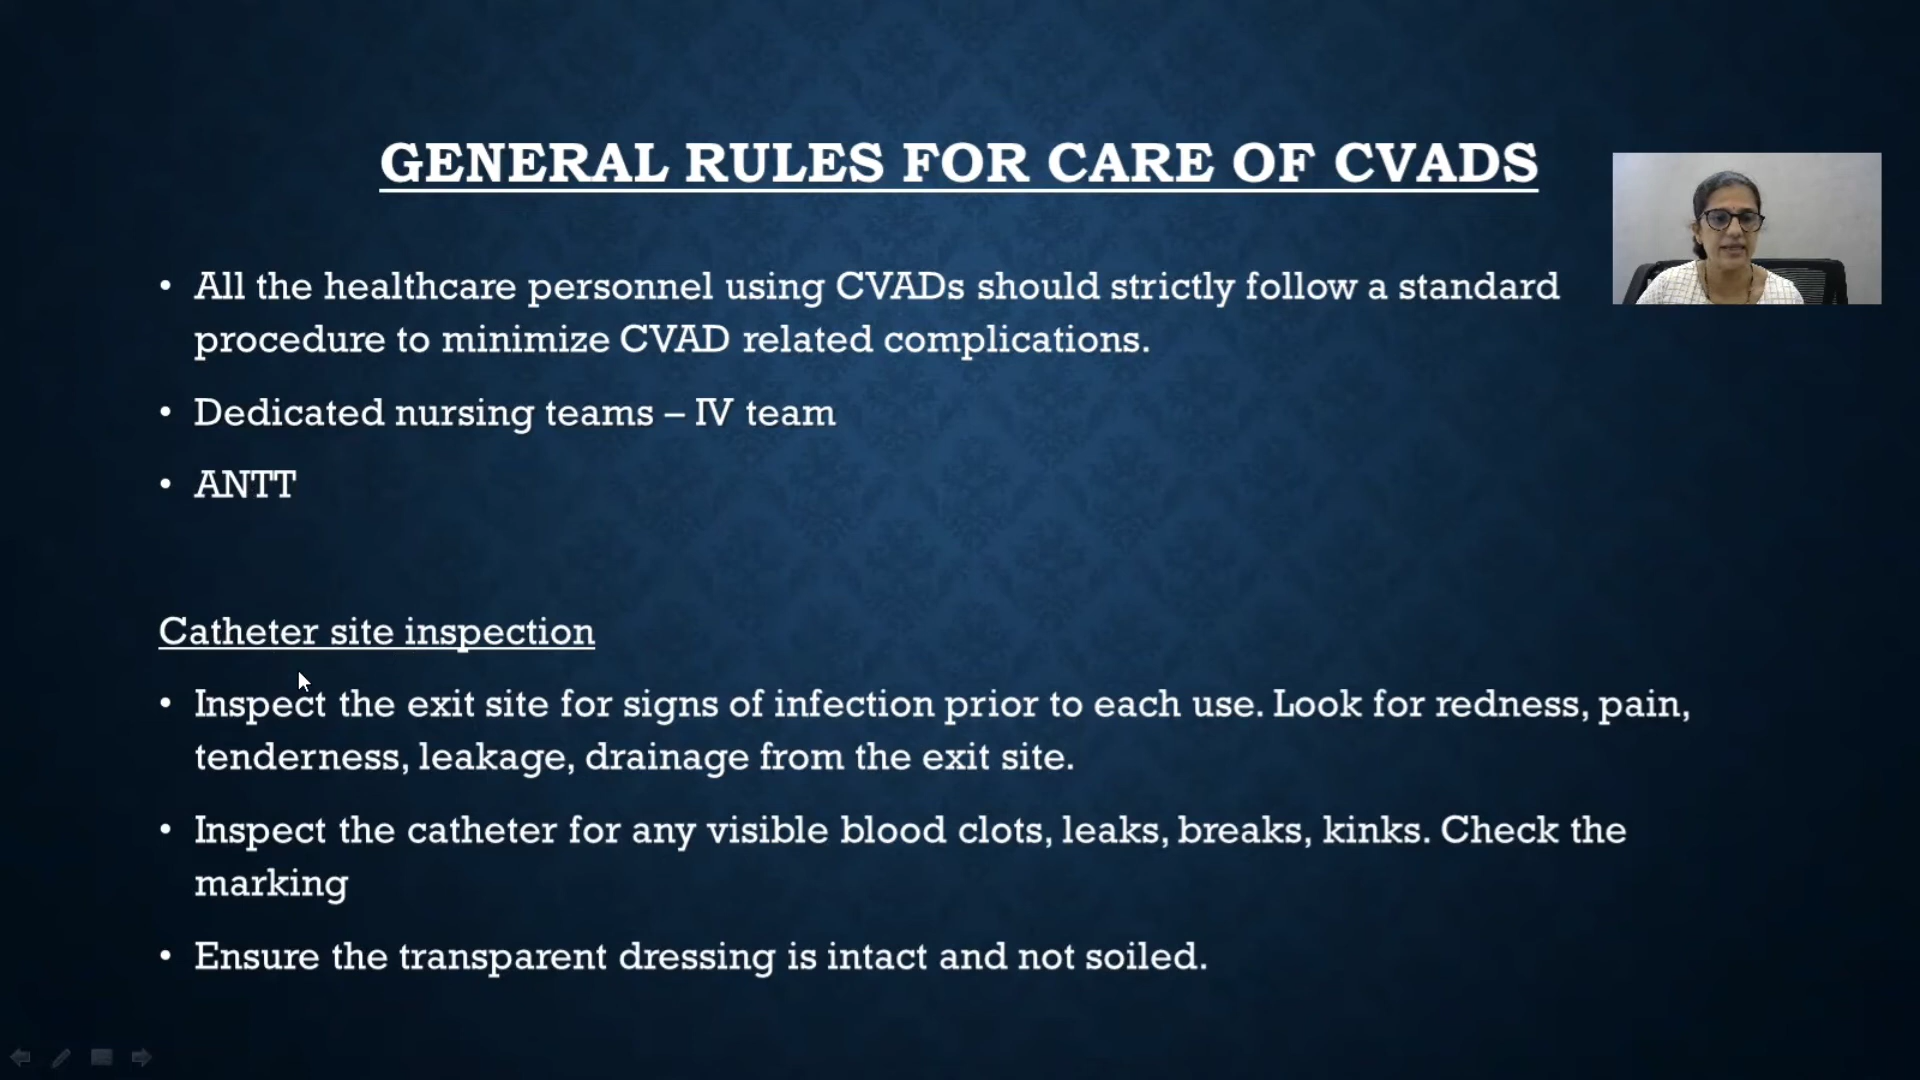 GENERAL RULES FOR CARE OF CVADS
• All the healthcare personnel using CVADs should strictly follow a standard
procedure to minimize CVAD related complications.
• Dedicated nursing teams – IV team
• ANTT
Catheter site inspection
• Inspect the exit site for signs of infection prior to each use. Look for redness, pain,
tenderness, leakage, drainage from the exit site.
• Inspect the catheter for any visible blood clots, leaks, breaks, kinks. Check the
marking
• Ensure the transparent dressing is intact and not soiled.